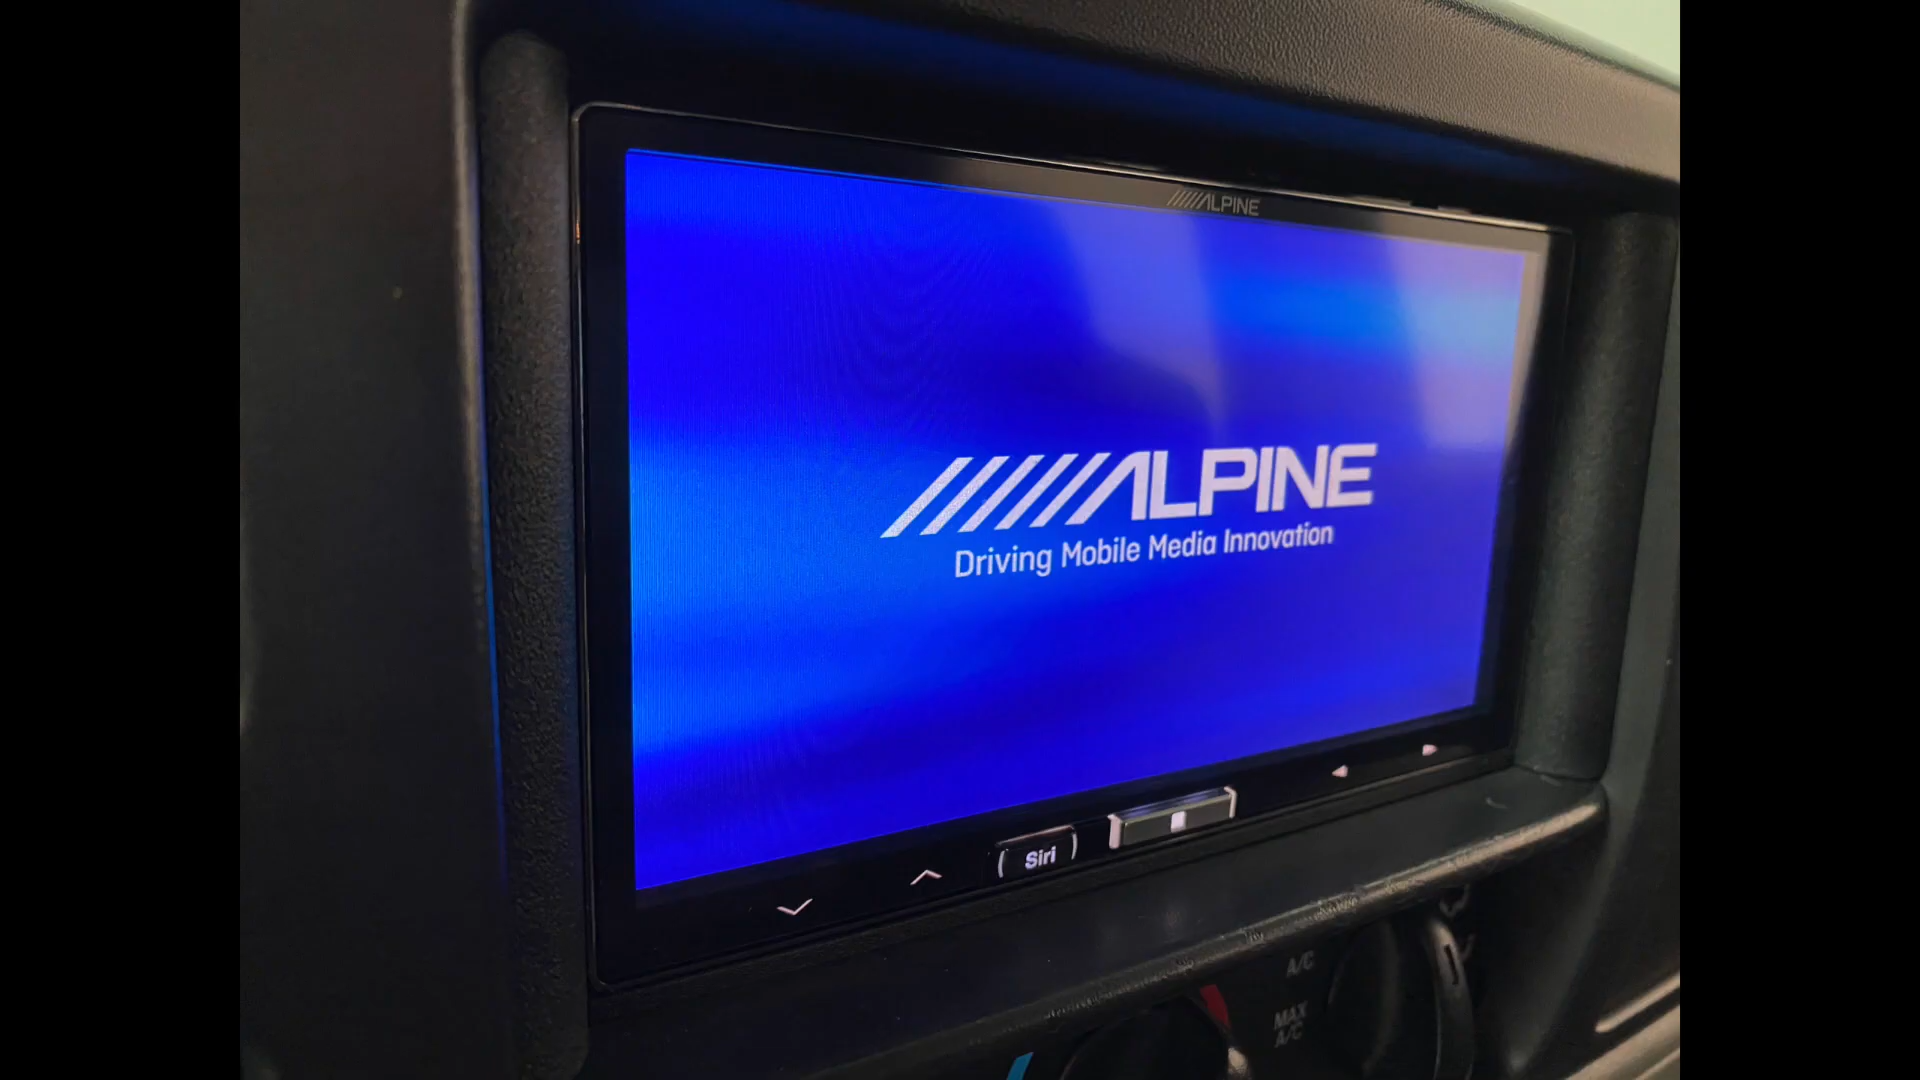 ALPINE
ALPINE
Driving Mobile Media Innovation
Siri
A/C
MAX
A/C